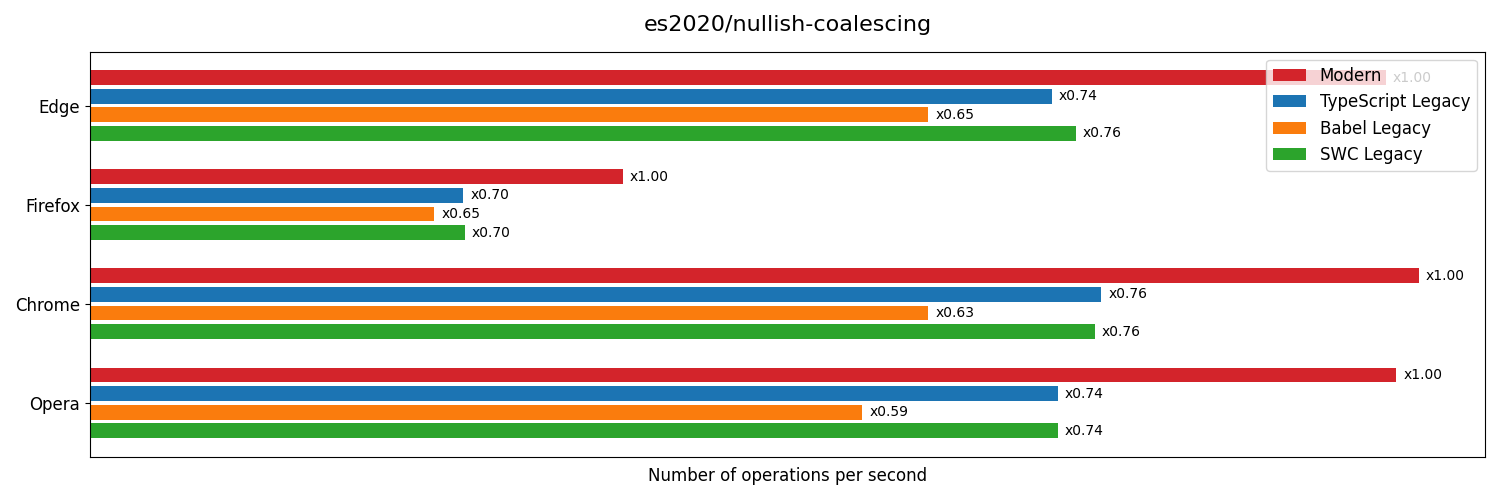 es2020/nullish-coalescing
Edge
x1.00
x0.74
x0.65
x0.76
Modern
TypeScript Legacy
Babel Legacy
SWC Legacy
Firefox
x1.00
x0.70
x0.65
x0.70
Chrome
x1.00
x0.76
x0.63
x0.76
Opera
x1.00
x0.74
x0.59
x0.74
Number of operations per second